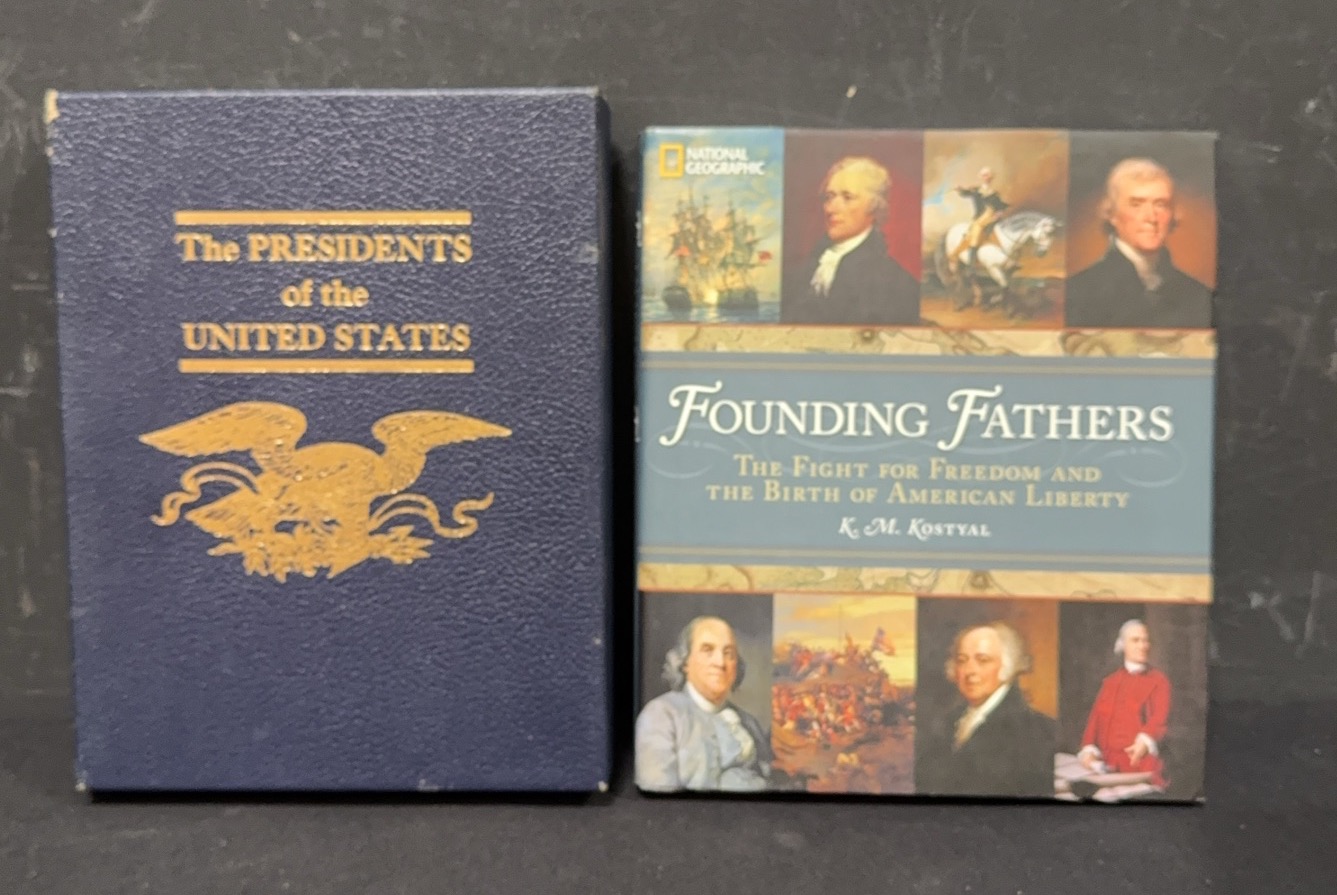 The PRESIDENTS
of the
UNITED STATES
NATIONAL
GEOGRAPHIC
FOUNDING FATHERS
THE FIGHT FOR FREEDOM AND
THE BIRTH OF AMERICAN LIBERTY
K. M. KOSTYAL